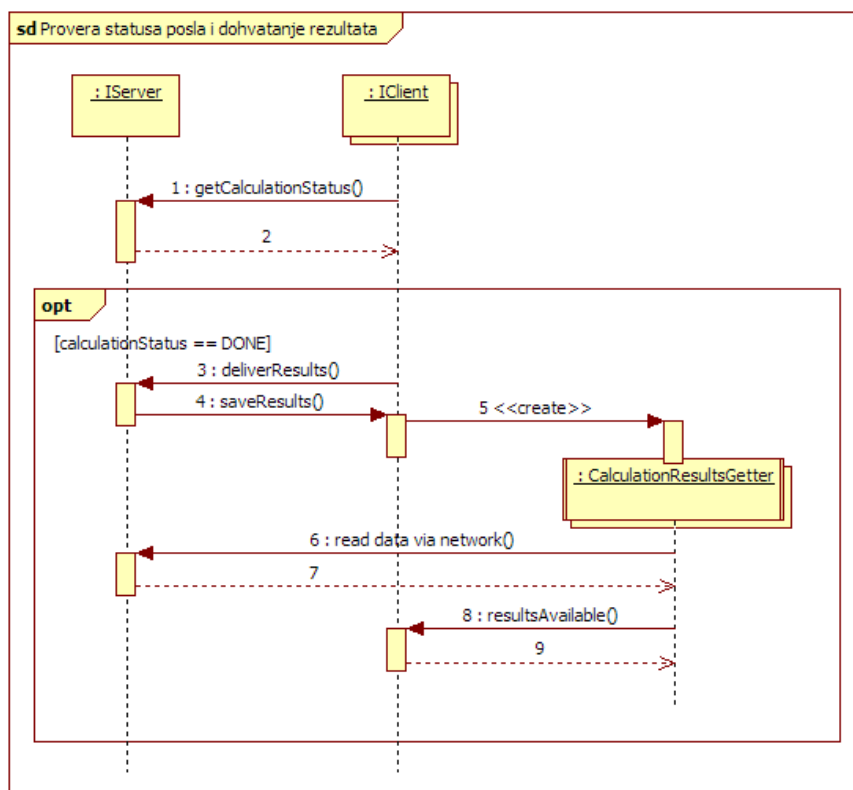 sd Provera statusa posla i dohvatanje rezultata
: IServer
: IClient
1 : getCalculationStatus()
2
opt
[calculationStatus == DONE]
3 : deliverResults()
4 : saveResults()
5 <<create>>
: CalculationResultsGetter
6 : read data via network()
7
8 : resultsAvailable()
9